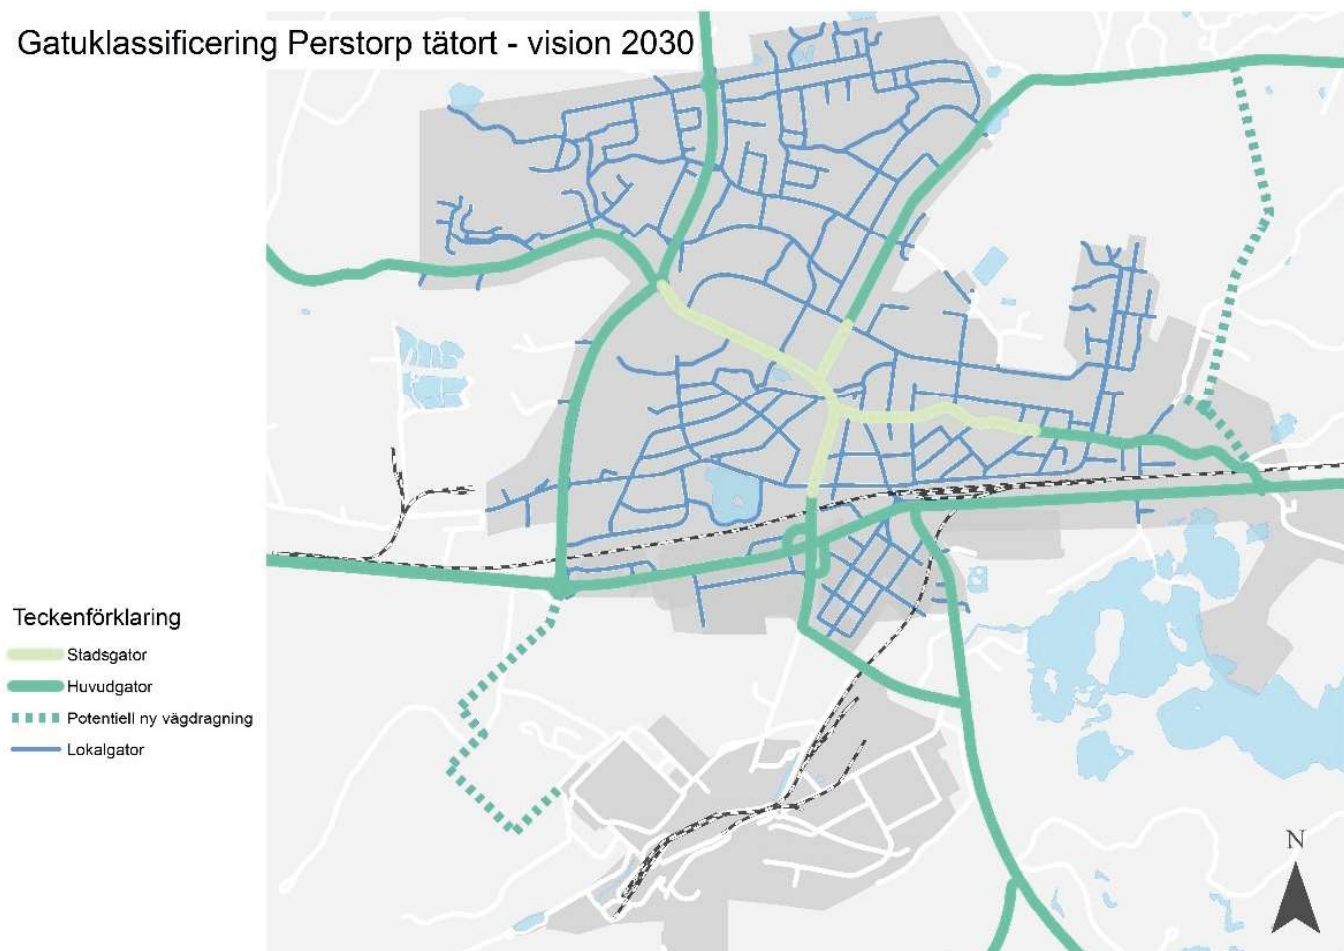 Gatuklassificering Perstorp tätort - vision 2030
Teckenförklaring
Stadsgator
Huvudgator
Potentiell ny vägdragning
Lokalgator
N